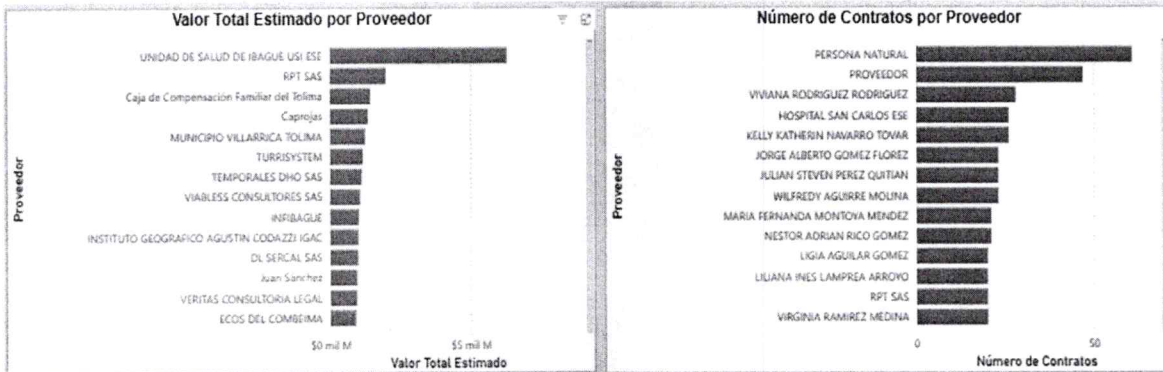 Valor Total Estimado por Proveedor
Proveedor
UNIDAD DE SALUD DE IBAGUE USI ESE
RPT SAS
Caja de Compensación Familiar del Tolima
Caprojas
MUNICIPIO VILLARRICA TOLIMA
TURRISYSTEM
TEMPORALES DHO SAS
VIABLESS CONSULTORES SAS
INFIBAGUE
INSTITUTO GEOGRAFICO AGUSTIN CODAZZI IGAC
DL SERCAL SAS
Juan Sanchez
VERITAS CONSULTORIA LEGAL
ECOS DEL COMBEIMA
$0 mil M $5 mil M
Valor Total Estimado
Número de Contratos por Proveedor
Proveedor
PERSONA NATURAL
PROVEEDOR
VIVIANA RODRIGUEZ RODRIGUEZ
HOSPITAL SAN CARLOS ESE
KELLY KATHERIN NAVARRO TOVAR
JORGE ALBERTO GOMEZ FLOREZ
JULIAN STEVEN PEREZ QUITIAN
WILFREDY AGUIRRE MOLINA
MARIA FERNANDA MONTOYA MENDEZ
NESTOR ADRIAN RICO GOMEZ
LIGIA AGUILAR GOMEZ
LILIANA INES LAMPREA ARROYO
RPT SAS
VIRGINIA RAMIREZ MEDINA
0 50
Número de Contratos